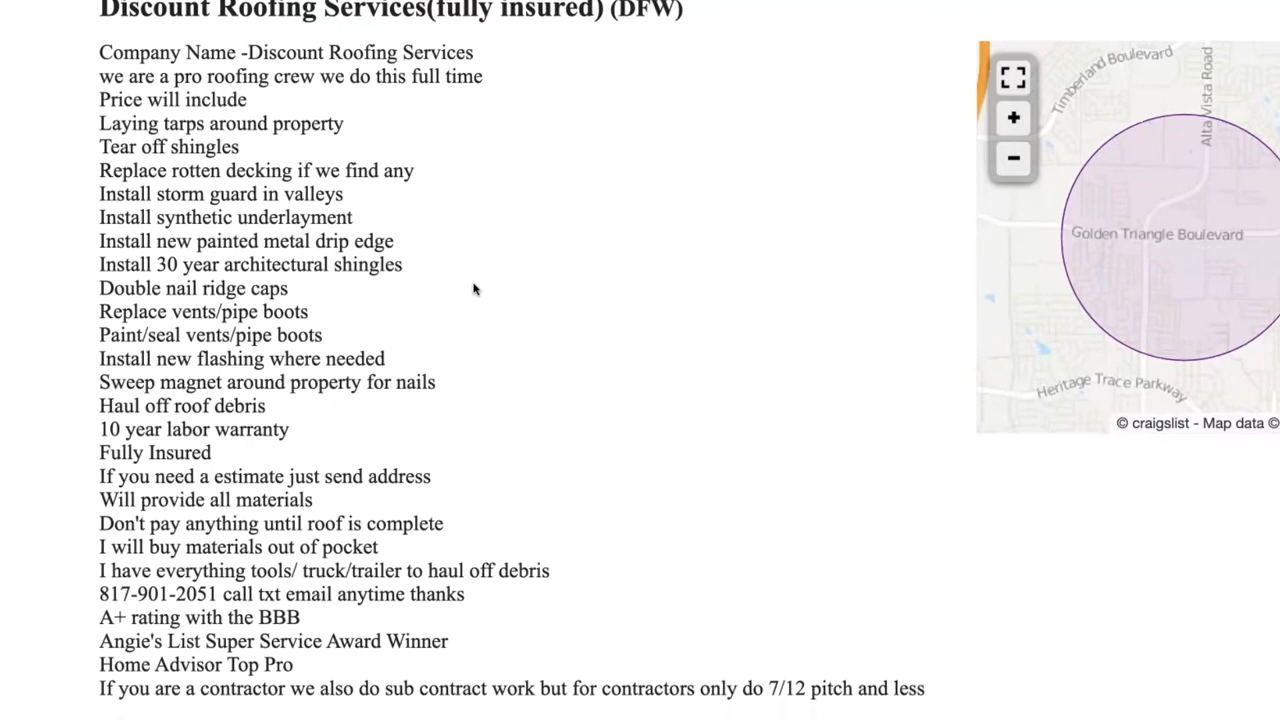 Discount Roofing Services(fully insured) (DFW)
Company Name -Discount Roofing Services
we are a pro roofing crew we do this full time
Price will include
Laying tarps around property
Tear off shingles
Replace rotten decking if we find any
Install storm guard in valleys
Install synthetic underlayment
Install new painted metal drip edge
Install 30 year architectural shingles
Double nail ridge caps
Replace vents/pipe boots
Paint/seal vents/pipe boots
Install new flashing where needed
Sweep magnet around property for nails
Haul off roof debris
10 year labor warranty
Fully Insured
If you need a estimate just send address
Will provide all materials
Don't pay anything until roof is complete
I will buy materials out of pocket
I have everything tools/ truck/trailer to haul off debris
817-901-2051 call txt email anytime thanks
A+ rating with the BBB
Angie's List Super Service Award Winner
Home Advisor Top Pro
If you are a contractor we also do sub contract work but for contractors only do 7/12 pitch and less
+
−
Timberland Boulevard
Alta Vista Road
Golden Triangle Boulevard
Heritage Trace Parkway
© craigslist - Map data ©